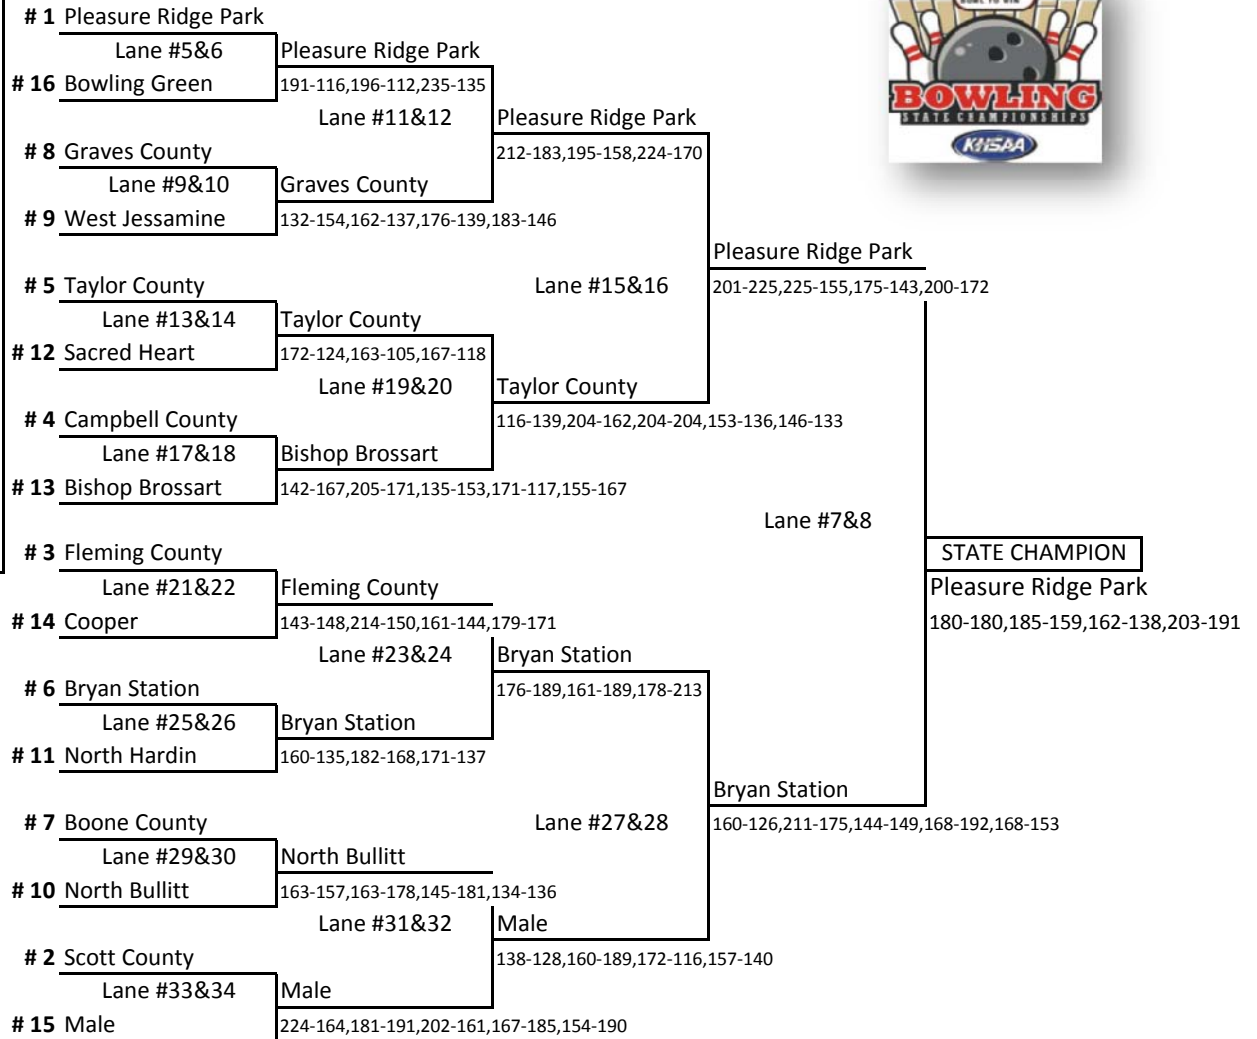 # 1 Pleasure Ridge Park
Lane #5&6 Pleasure Ridge Park
# 16 Bowling Green 191-116,196-112,235-135
Lane #11&12 Pleasure Ridge Park
# 8 Graves County 212-183,195-158,224-170
Lane #9&10 Graves County
# 9 West Jessamine 132-154,162-137,176-139,183-146
Pleasure Ridge Park
# 5 Taylor County Lane #15&16 201-225,225-155,175-143,200-172
Lane #13&14 Taylor County
# 12 Sacred Heart 172-124,163-105,167-118
Lane #19&20 Taylor County
# 4 Campbell County 116-139,204-162,204-204,153-136,146-133
Lane #17&18 Bishop Brossart
# 13 Bishop Brossart 142-167,205-171,135-153,171-117,155-167
Lane #7&8
# 3 Fleming County STATE CHAMPION
Lane #21&22 Fleming County Pleasure Ridge Park
# 14 Cooper 143-148,214-150,161-144,179-171 180-180,185-159,162-138,203-191
Lane #23&24 Bryan Station
# 6 Bryan Station 176-189,161-189,178-213
Lane #25&26 Bryan Station
# 11 North Hardin 160-135,182-168,171-137
Bryan Station
# 7 Boone County Lane #27&28 160-126,211-175,144-149,168-192,168-153
Lane #29&30 North Bullitt
# 10 North Bullitt 163-157,163-178,145-181,134-136
Lane #31&32 Male
# 2 Scott County 138-128,160-189,172-116,157-140
Lane #33&34 Male
# 15 Male 224-164,181-191,202-161,167-185,154-190
BOWLING
STATE CHAMPIONSHIPS
KHSAA